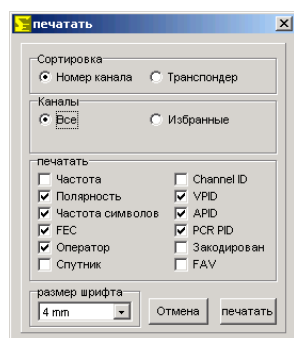 печатать
Сортировка
Номер канала Транспондер
Каналы
Все Избранные
печатать
Частота Channel ID
Полярность VPID
Частота символов APID
FEC PCR PID
Оператор Закодирован
Спутник FAV
размер шрифта
4 mm Отмена печатать